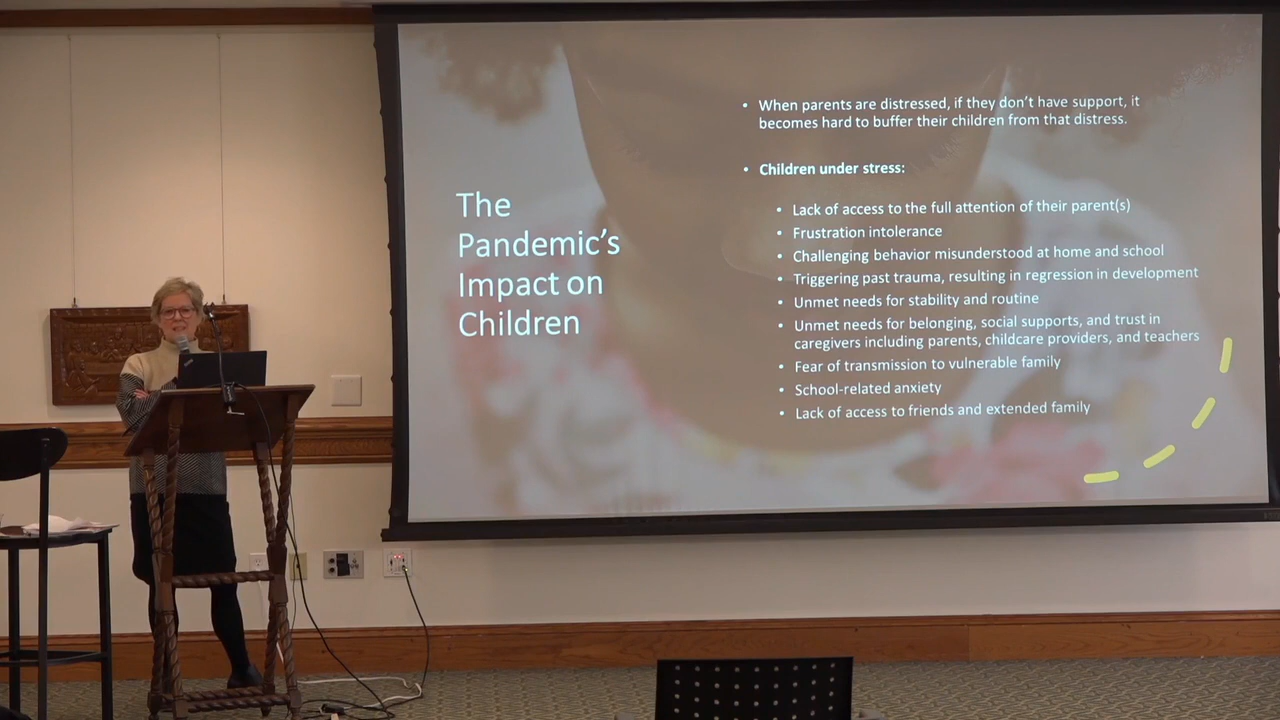 The
Pandemic's
Impact on
Children
• When parents are distressed, if they don't have support, it
becomes hard to buffer their children from that distress.
• Children under stress:
• Lack of access to the full attention of their parent(s)
• Frustration intolerance
• Challenging behavior misunderstood at home and school
• Triggering past trauma, resulting in regression in development
• Unmet needs for stability and routine
• Unmet needs for belonging, social supports, and trust in
caregivers including parents, childcare providers, and teachers
• Fear of transmission to vulnerable family
• School-related anxiety
• Lack of access to friends and extended family